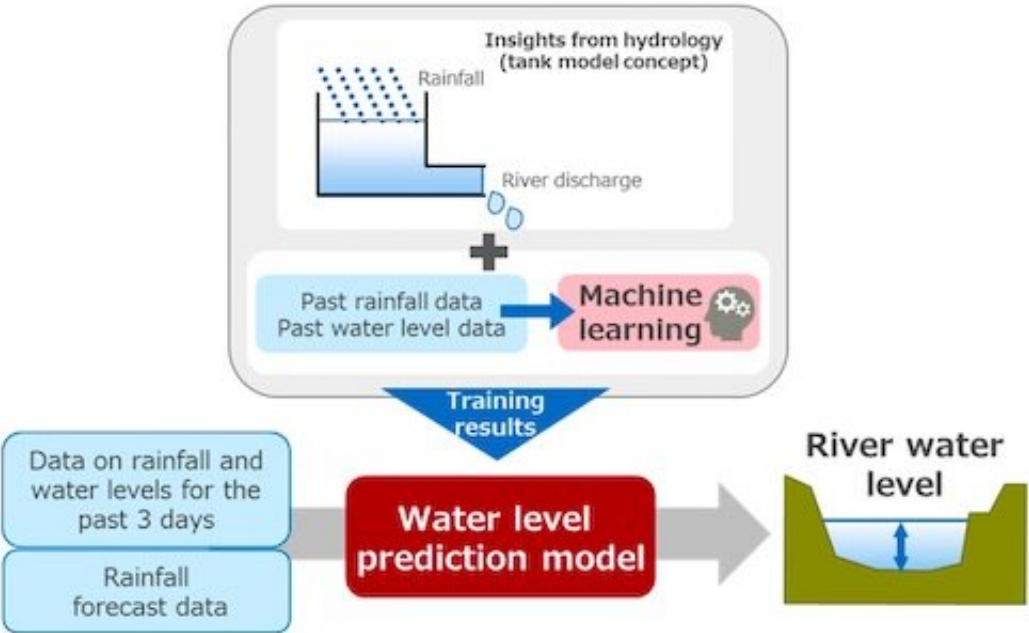 Insights from hydrology
(tank model concept)
Rainfall
River discharge
Past rainfall data
Past water level data
Machine
learning
Training
results
Data on rainfall and
water levels for the
past 3 days
Rainfall
forecast data
Water level
prediction model
River water
level